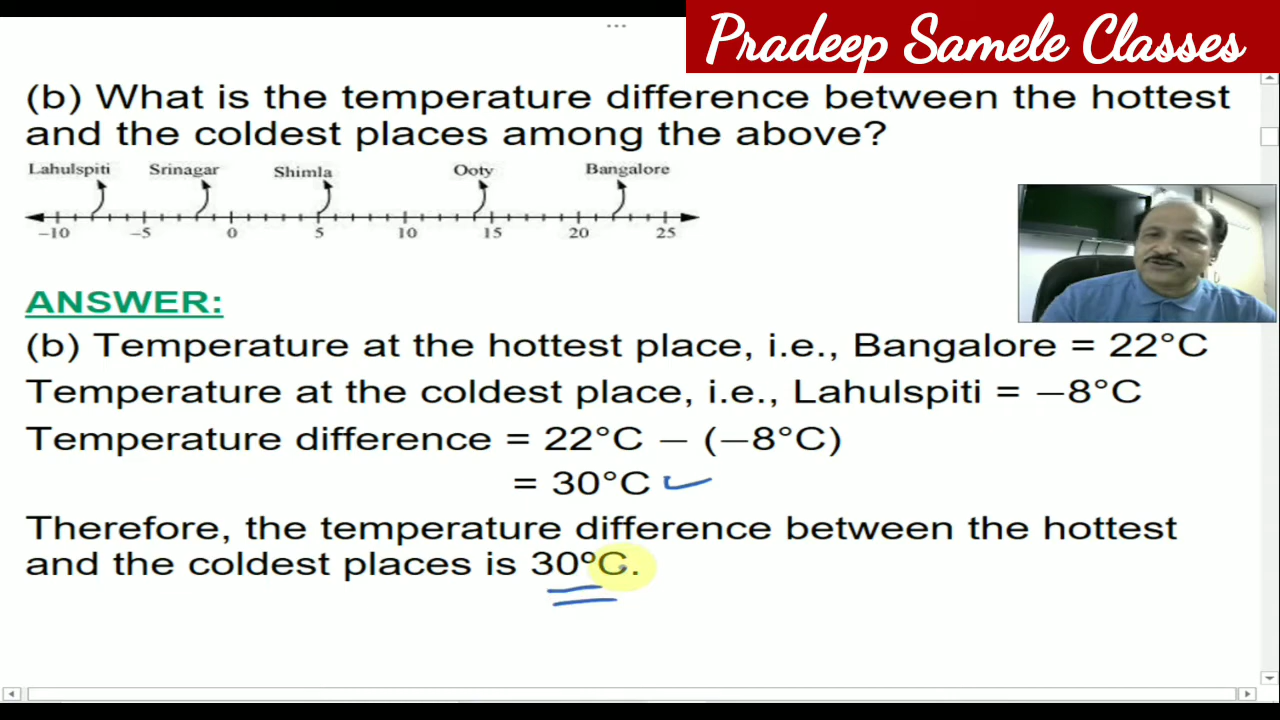 Pradeep Samele Classes
(b) What is the temperature difference between the hottest
and the coldest places among the above?
Lahulspiti Srinagar Shimla Ooty Bangalore
−10 −5 0 5 10 15 20 25
ANSWER:
(b) Temperature at the hottest place, i.e., Bangalore = 22°C
Temperature at the coldest place, i.e., Lahulspiti = −8°C
Temperature difference = 22°C − (−8°C)
= 30°C
Therefore, the temperature difference between the hottest
and the coldest places is 30ºC.